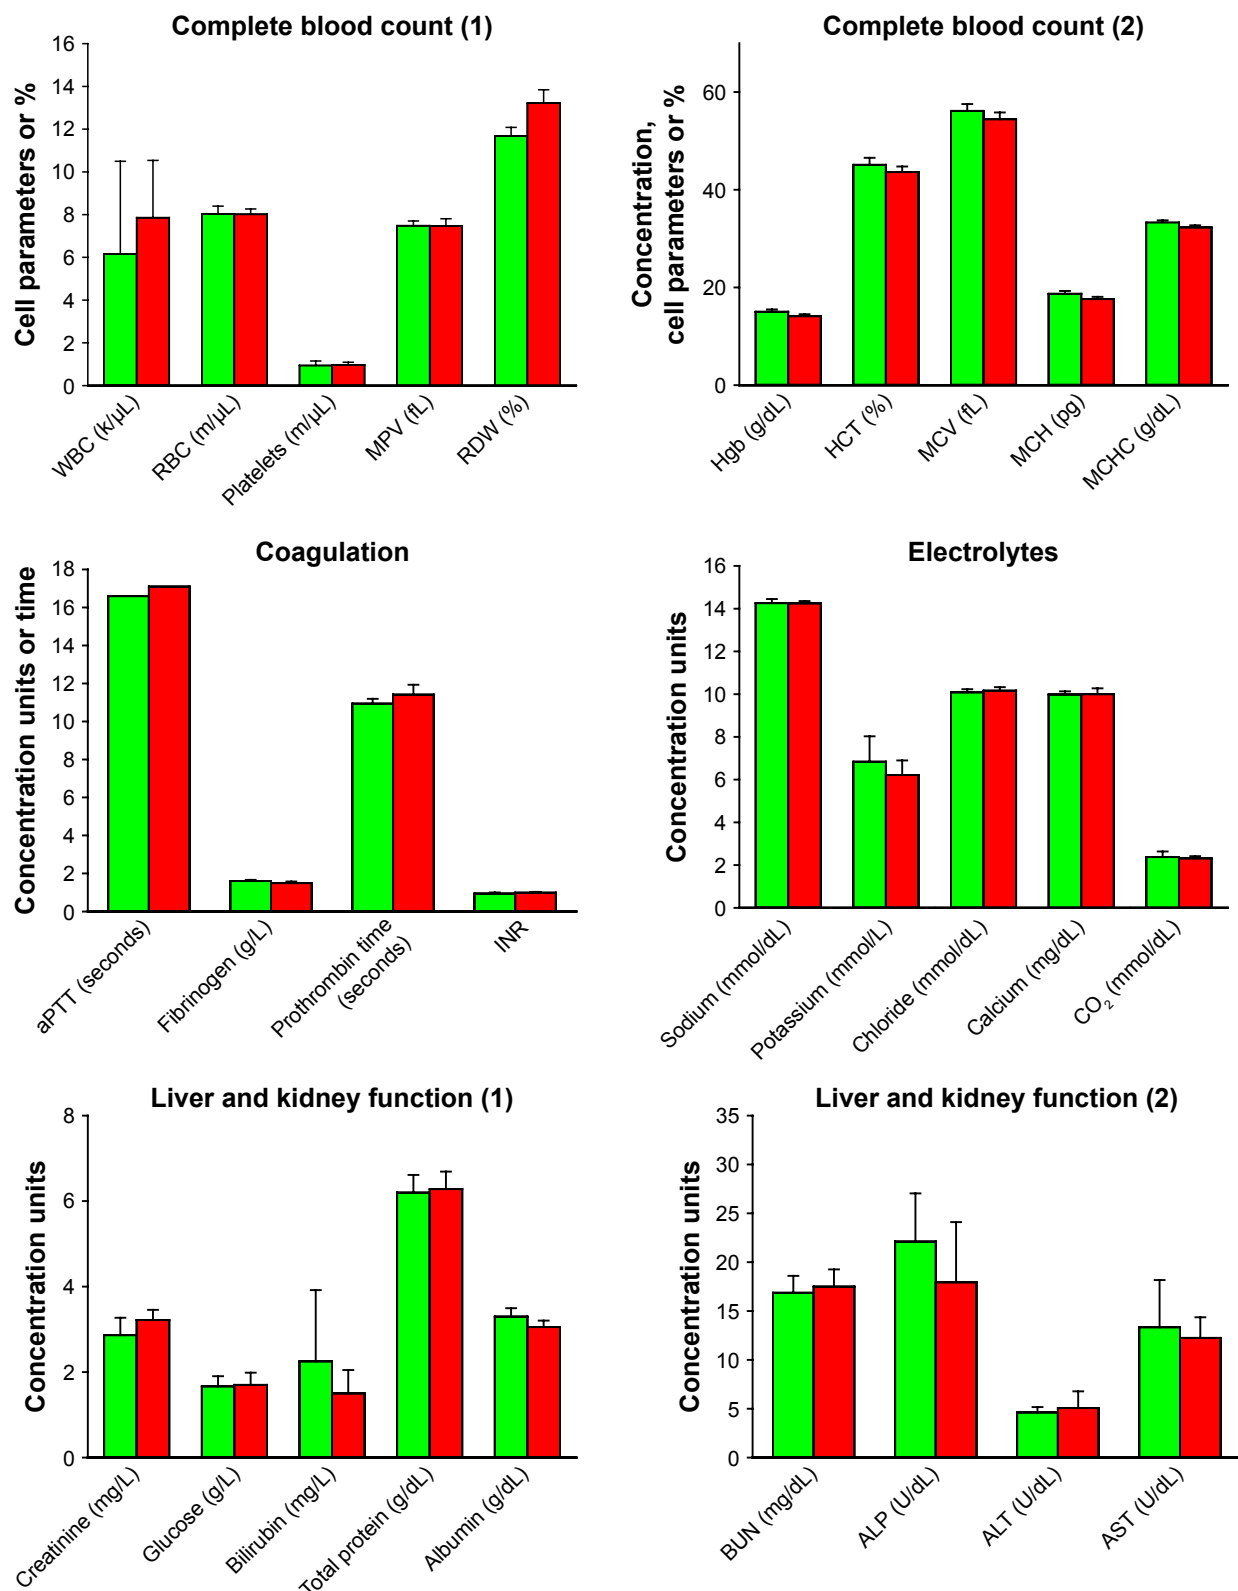 Complete blood count (1)
Cell parameters or %
16
14
12
10
8
6
4
2
0
WBC (k/µL)
RBC (m/µL)
Platelets (m/µL)
MPV (fL)
RDW (%)
Complete blood count (2)
Concentration,
cell parameters or %
60
40
20
0
Hgb (g/dL)
HCT (%)
MCV (fL)
MCH (pg)
MCHC (g/dL)
Coagulation
Concentration units or time
18
16
14
12
10
8
6
4
2
0
aPTT (seconds)
Fibrinogen (g/L)
Prothrombin time
(seconds)
INR
Electrolytes
Concentration units
16
14
12
10
8
6
4
2
0
Sodium (mmol/dL)
Potassium (mmol/L)
Chloride (mmol/dL)
Calcium (mg/dL)
CO₂ (mmol/dL)
Liver and kidney function (1)
Concentration units
8
6
4
2
0
Creatinine (mg/L)
Glucose (g/L)
Bilirubin (mg/L)
Total protein (g/dL)
Albumin (g/dL)
Liver and kidney function (2)
Concentration units
35
30
25
20
15
10
5
0
BUN (mg/dL)
ALP (U/dL)
ALT (U/dL)
AST (U/dL)